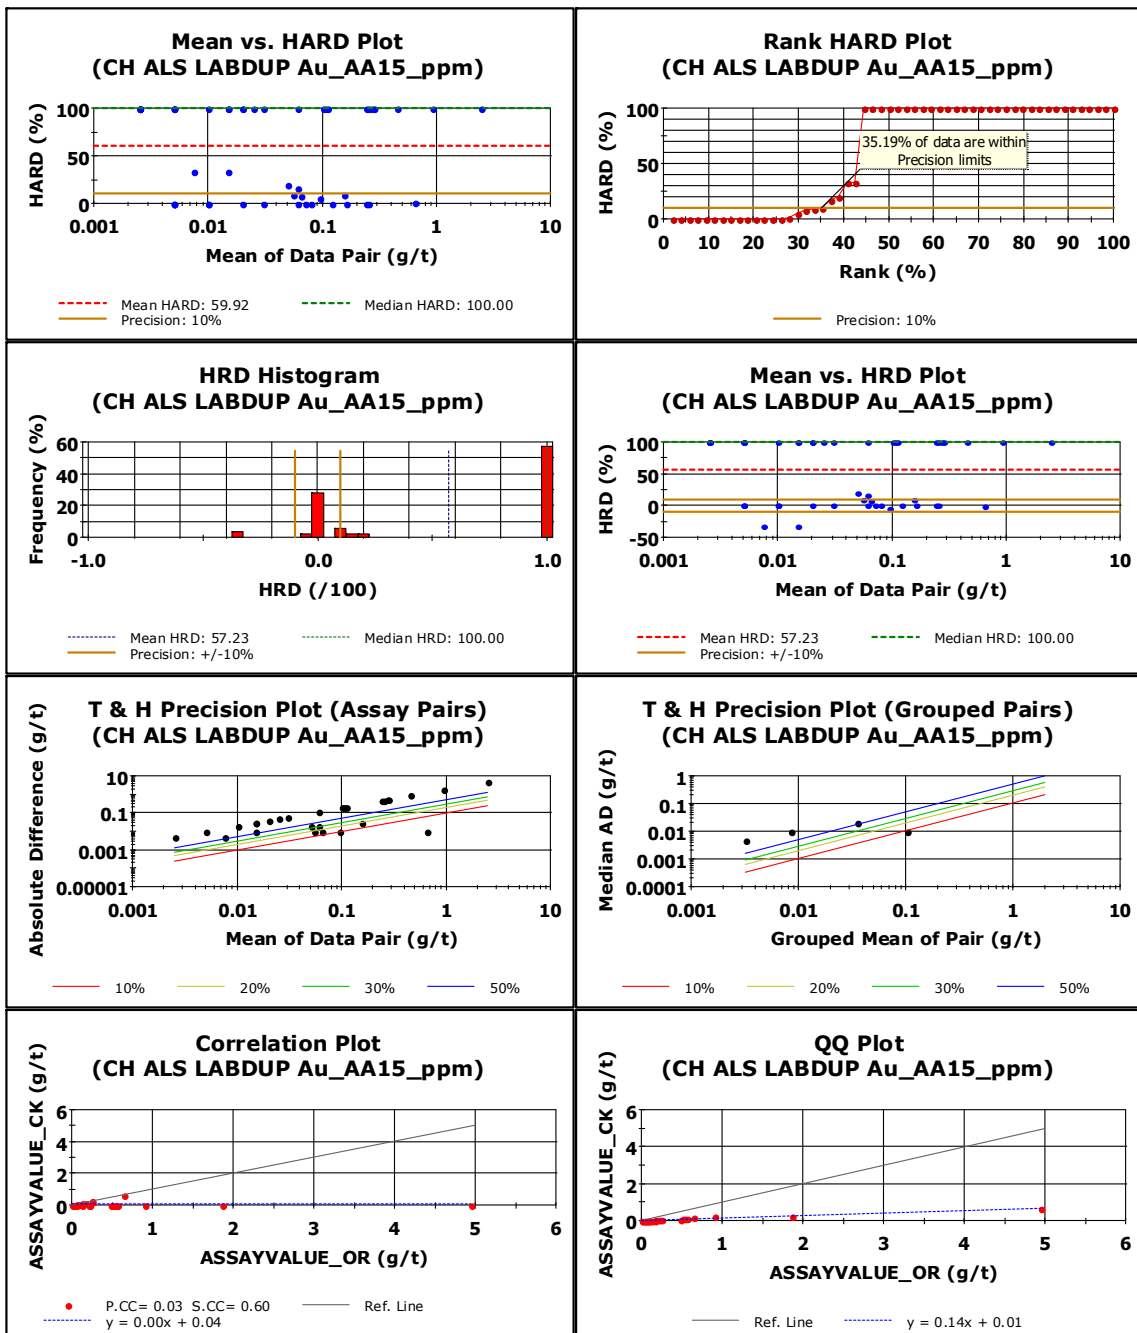 Mean vs. HARD Plot
(CH ALS LABDUP Au_AA15_ppm)
HARD (%)
100
50
0
0.001 0.01 0.1 1 10
Mean of Data Pair (g/t)
Mean HARD: 59.92 Median HARD: 100.00
Precision: 10%
Rank HARD Plot
(CH ALS LABDUP Au_AA15_ppm)
HARD (%)
100
50
0
35.19% of data are within
Precision limits
0 10 20 30 40 50 60 70 80 90 100
Rank (%)
Precision: 10%
HRD Histogram
(CH ALS LABDUP Au_AA15_ppm)
Frequency (%)
60
40
20
0
-1.0 0.0 1.0
HRD (/100)
Mean HRD: 57.23 Median HRD: 100.00
Precision: +/-10%
Mean vs. HRD Plot
(CH ALS LABDUP Au_AA15_ppm)
HRD (%)
100
50
0
-50
0.001 0.01 0.1 1 10
Mean of Data Pair (g/t)
Mean HRD: 57.23 Median HRD: 100.00
Precision: +/-10%
T & H Precision Plot (Assay Pairs)
(CH ALS LABDUP Au_AA15_ppm)
Absolute Difference (g/t)
10
0.1
0.001
0.00001
0.001 0.01 0.1 1 10
Mean of Data Pair (g/t)
10% 20% 30% 50%
T & H Precision Plot (Grouped Pairs)
(CH ALS LABDUP Au_AA15_ppm)
Median AD (g/t)
1
0.1
0.01
0.001
0.0001
0.001 0.01 0.1 1 10
Grouped Mean of Pair (g/t)
10% 20% 30% 50%
Correlation Plot
(CH ALS LABDUP Au_AA15_ppm)
ASSAYVALUE_CK (g/t)
6
4
2
0
0 1 2 3 4 5 6
ASSAYVALUE_OR (g/t)
P.CC= 0.03 S.CC= 0.60 Ref. Line
y = 0.00x + 0.04
QQ Plot
(CH ALS LABDUP Au_AA15_ppm)
ASSAYVALUE_CK (g/t)
6
4
2
0
0 1 2 3 4 5 6
ASSAYVALUE_OR (g/t)
Ref. Line y = 0.14x + 0.01